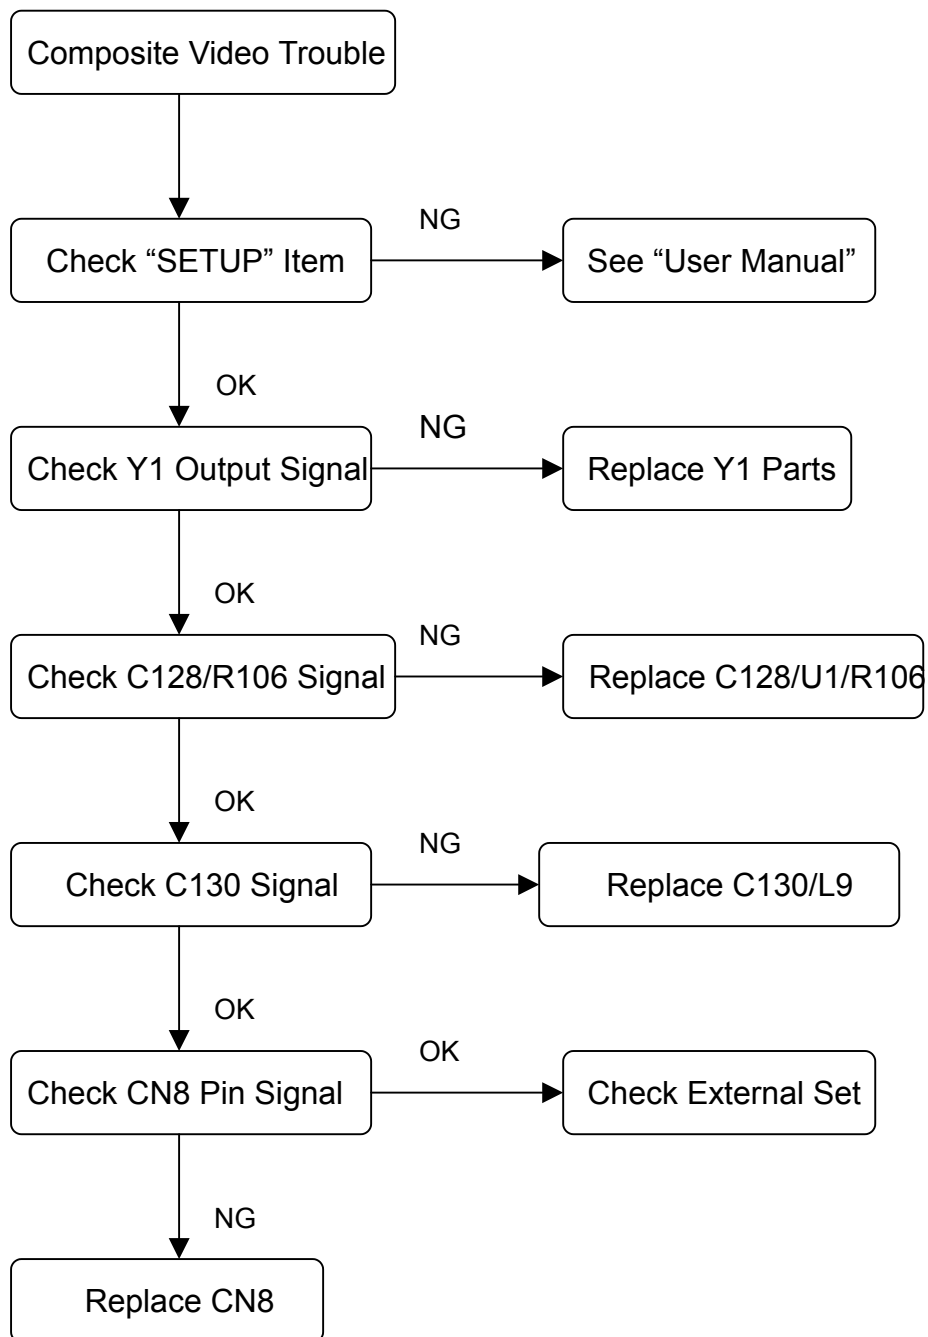 Composite Video Trouble
NG
Check “SETUP” Item
See “User Manual”
OK
NG
Check Y1 Output Signal
Replace Y1 Parts
OK
NG
Check C128/R106 Signal
Replace C128/U1/R106
OK
NG
Check C130 Signal
Replace C130/L9
OK
OK
Check CN8 Pin Signal
Check External Set
NG
Replace CN8